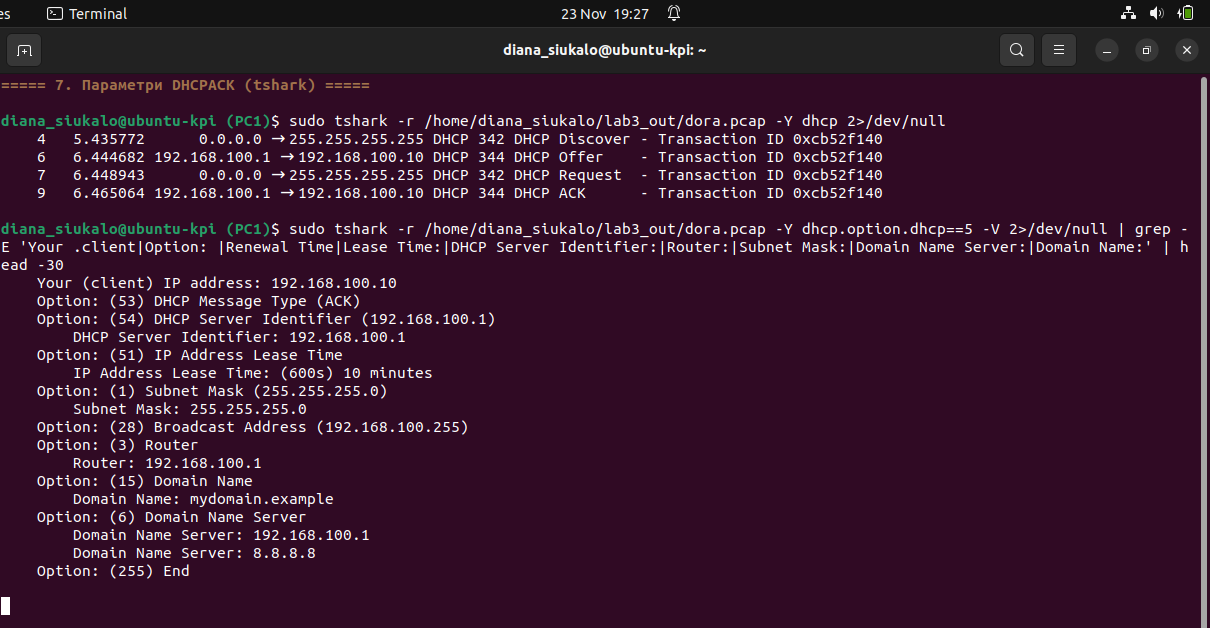 es Terminal 23 Nov 19:27
diana_siukalo@ubuntu-kpi: ~
===== 7. Параметри DHCPACK (tshark) =====
diana_siukalo@ubuntu-kpi (PC1)$ sudo tshark -r /home/diana_siukalo/lab3_out/dora.pcap -Y dhcp 2>/dev/null
    4   5.435772      0.0.0.0 → 255.255.255.255 DHCP 342 DHCP Discover - Transaction ID 0xcb52f140
    6   6.444682 192.168.100.1 → 192.168.100.10 DHCP 344 DHCP Offer    - Transaction ID 0xcb52f140
    7   6.448943      0.0.0.0 → 255.255.255.255 DHCP 342 DHCP Request  - Transaction ID 0xcb52f140
    9   6.465064 192.168.100.1 → 192.168.100.10 DHCP 344 DHCP ACK      - Transaction ID 0xcb52f140
diana_siukalo@ubuntu-kpi (PC1)$ sudo tshark -r /home/diana_siukalo/lab3_out/dora.pcap -Y dhcp.option.dhcp==5 -V 2>/dev/null | grep -
E 'Your .client|Option: |Renewal Time|Lease Time:|DHCP Server Identifier:|Router:|Subnet Mask:|Domain Name Server:|Domain Name:' | h
ead -30
    Your (client) IP address: 192.168.100.10
    Option: (53) DHCP Message Type (ACK)
    Option: (54) DHCP Server Identifier (192.168.100.1)
        DHCP Server Identifier: 192.168.100.1
    Option: (51) IP Address Lease Time
        IP Address Lease Time: (600s) 10 minutes
    Option: (1) Subnet Mask (255.255.255.0)
        Subnet Mask: 255.255.255.0
    Option: (28) Broadcast Address (192.168.100.255)
    Option: (3) Router
        Router: 192.168.100.1
    Option: (15) Domain Name
        Domain Name: mydomain.example
    Option: (6) Domain Name Server
        Domain Name Server: 192.168.100.1
        Domain Name Server: 8.8.8.8
    Option: (255) End